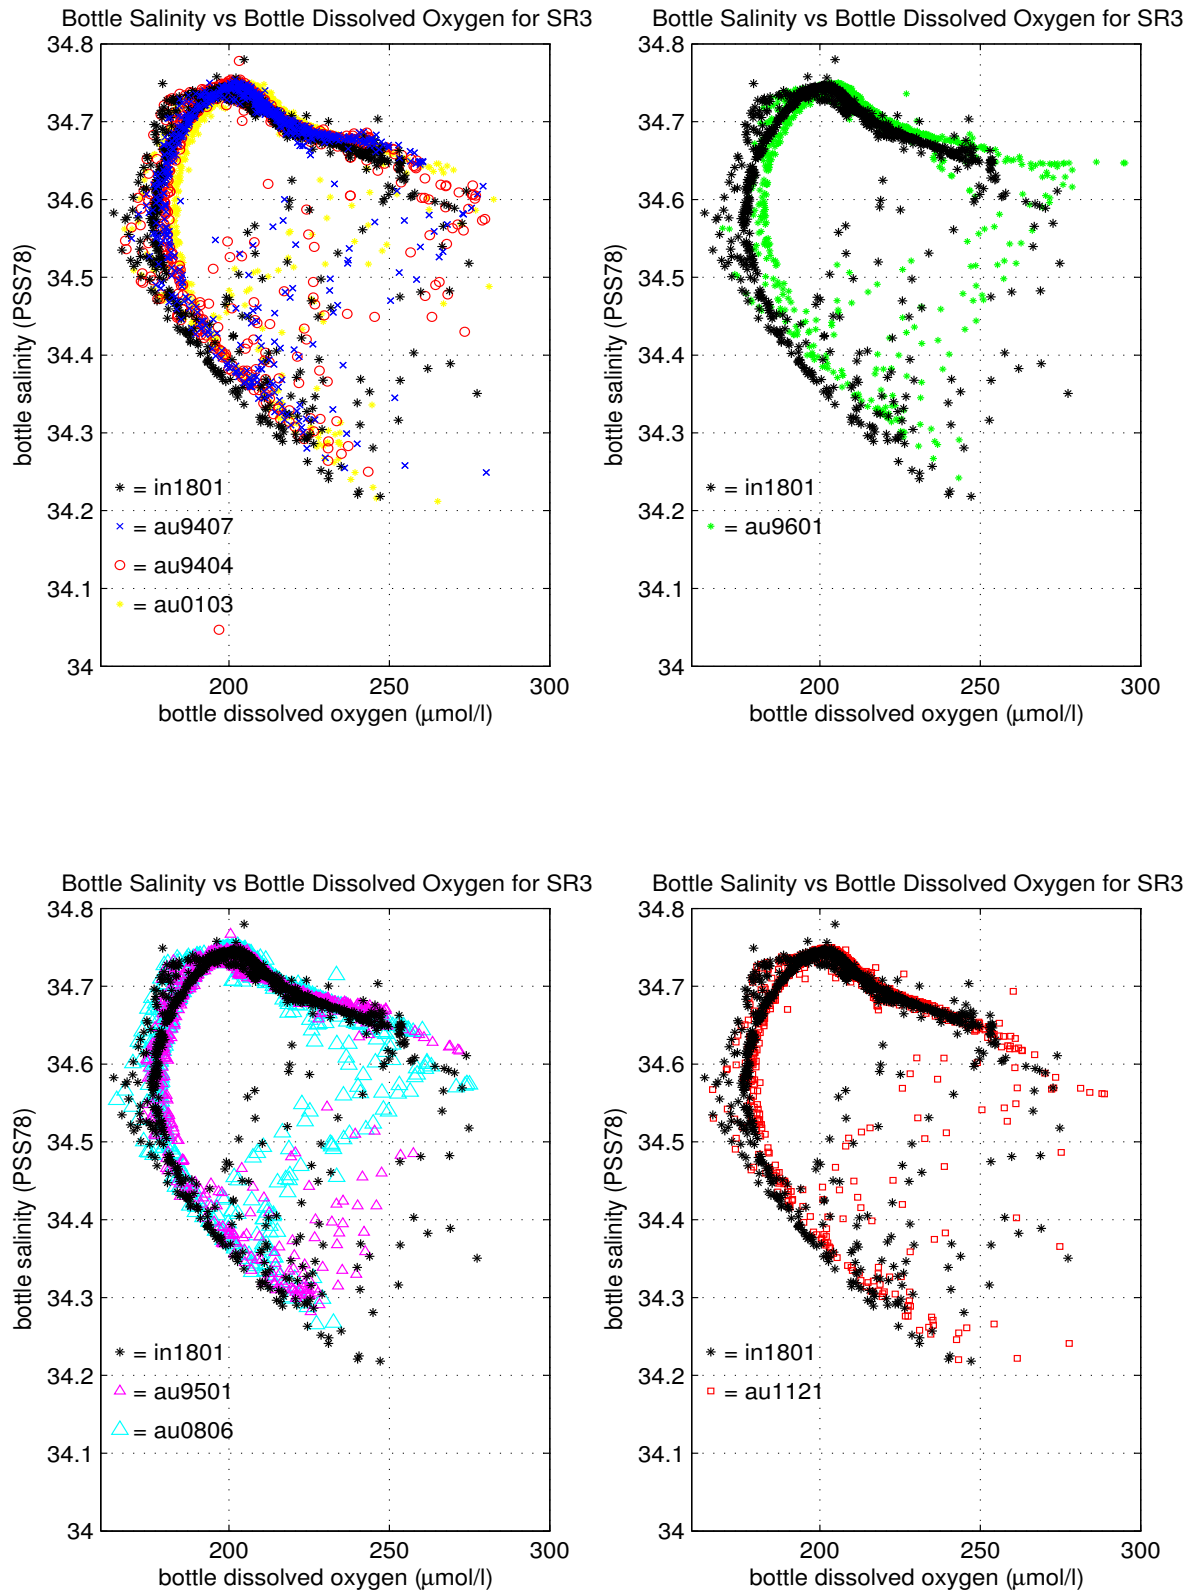 Bottle Salinity vs Bottle Dissolved Oxygen for SR3
34.8
34.7
34.6
34.5
34.4
34.3
34.2
34.1
34
bottle salinity (PSS78)
* = in1801
× = au9407
○ = au9404
* = au0103
200 250 300
bottle dissolved oxygen (μmol/l)
Bottle Salinity vs Bottle Dissolved Oxygen for SR3
34.8
34.7
34.6
34.5
34.4
34.3
34.2
34.1
34
bottle salinity (PSS78)
* = in1801
* = au9601
200 250 300
bottle dissolved oxygen (μmol/l)
Bottle Salinity vs Bottle Dissolved Oxygen for SR3
34.8
34.7
34.6
34.5
34.4
34.3
34.2
34.1
34
bottle salinity (PSS78)
* = in1801
△ = au9501
△ = au0806
200 250 300
bottle dissolved oxygen (μmol/l)
Bottle Salinity vs Bottle Dissolved Oxygen for SR3
34.8
34.7
34.6
34.5
34.4
34.3
34.2
34.1
34
bottle salinity (PSS78)
* = in1801
□ = au1121
200 250 300
bottle dissolved oxygen (μmol/l)